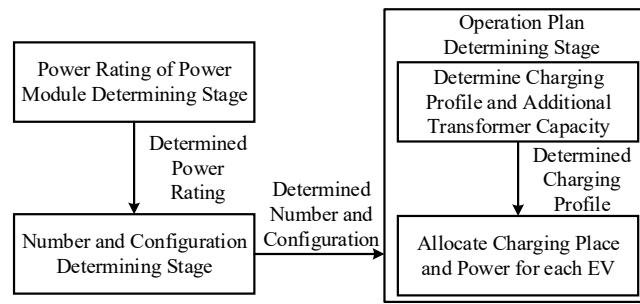 Power Rating of Power
Module Determining Stage
Determined
Power
Rating
Number and Configuration
Determining Stage
Determined
Number and
Configuration
Operation Plan
Determining Stage
Determine Charging
Profile and Additional
Transformer Capacity
Determined
Charging
Profile
Allocate Charging Place
and Power for each EV